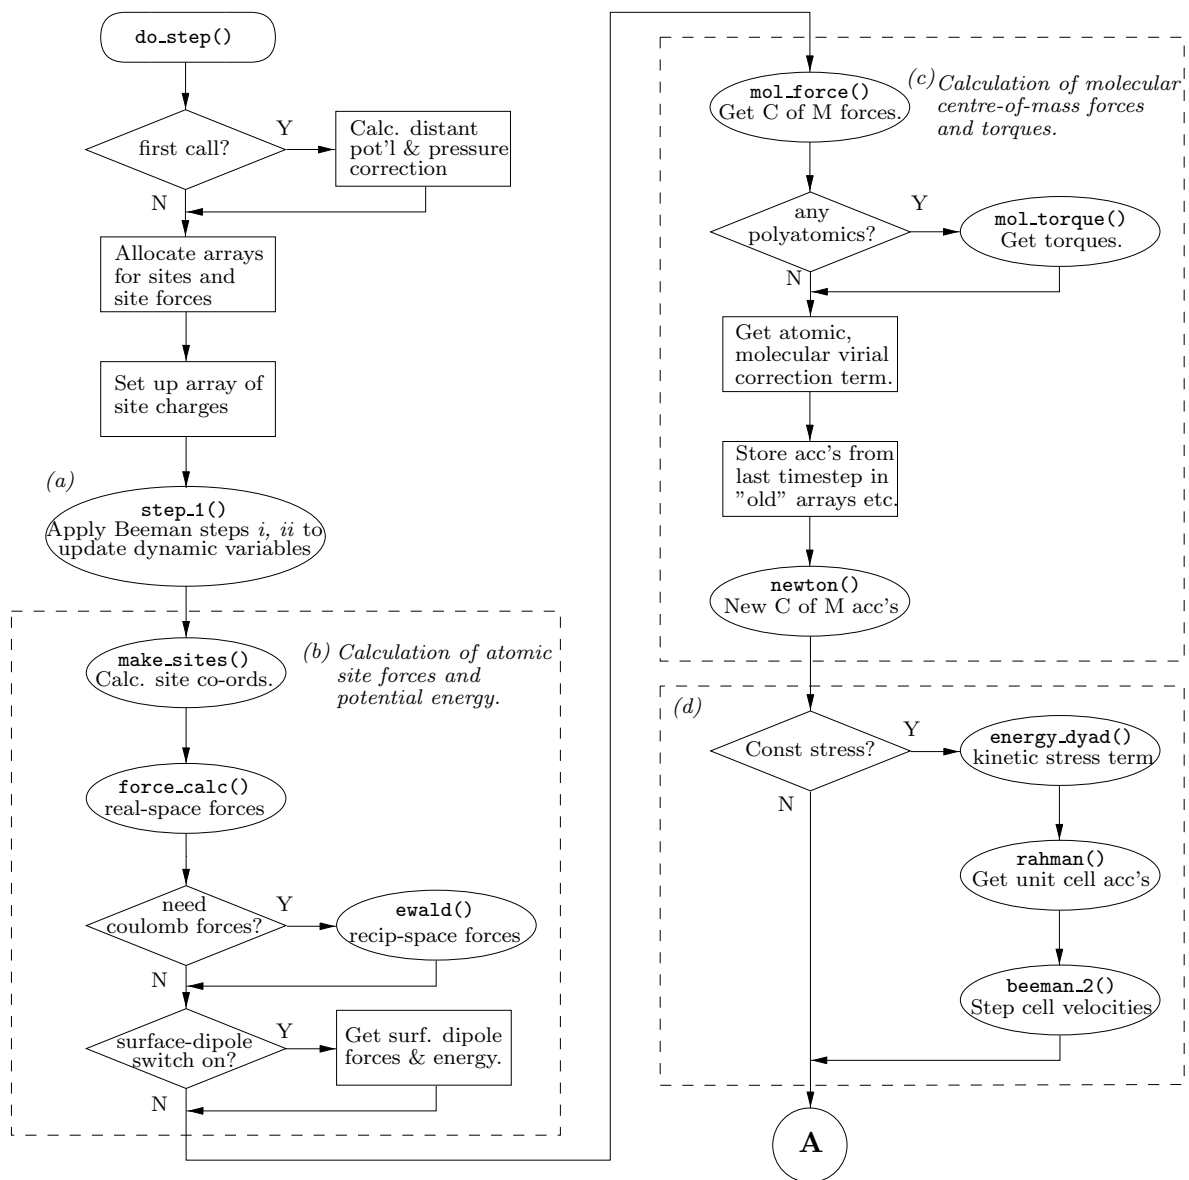 do_step()
first call?
Y
Calc. distant
pot'l & pressure
correction
N
Allocate arrays
for sites and
site forces
Set up array of
site charges
(a)
step_1()
Apply Beeman steps i, ii to
update dynamic variables
(b) Calculation of atomic
site forces and
potential energy.
make_sites()
Calc. site co-ords.
force_calc()
real-space forces
need
coulomb forces?
Y
ewald()
recip-space forces
N
surface-dipole
switch on?
Y
Get surf. dipole
forces & energy.
N
(c) Calculation of molecular
centre-of-mass forces
and torques.
mol_force()
Get C of M forces.
any
polyatomics?
Y
mol_torque()
Get torques.
N
Get atomic,
molecular virial
correction term.
Store acc's from
last timestep in
"old" arrays etc.
newton()
New C of M acc's
(d)
Const stress?
Y
energy_dyad()
kinetic stress term
N
rahman()
Get unit cell acc's
beeman_2()
Step cell velocities
A